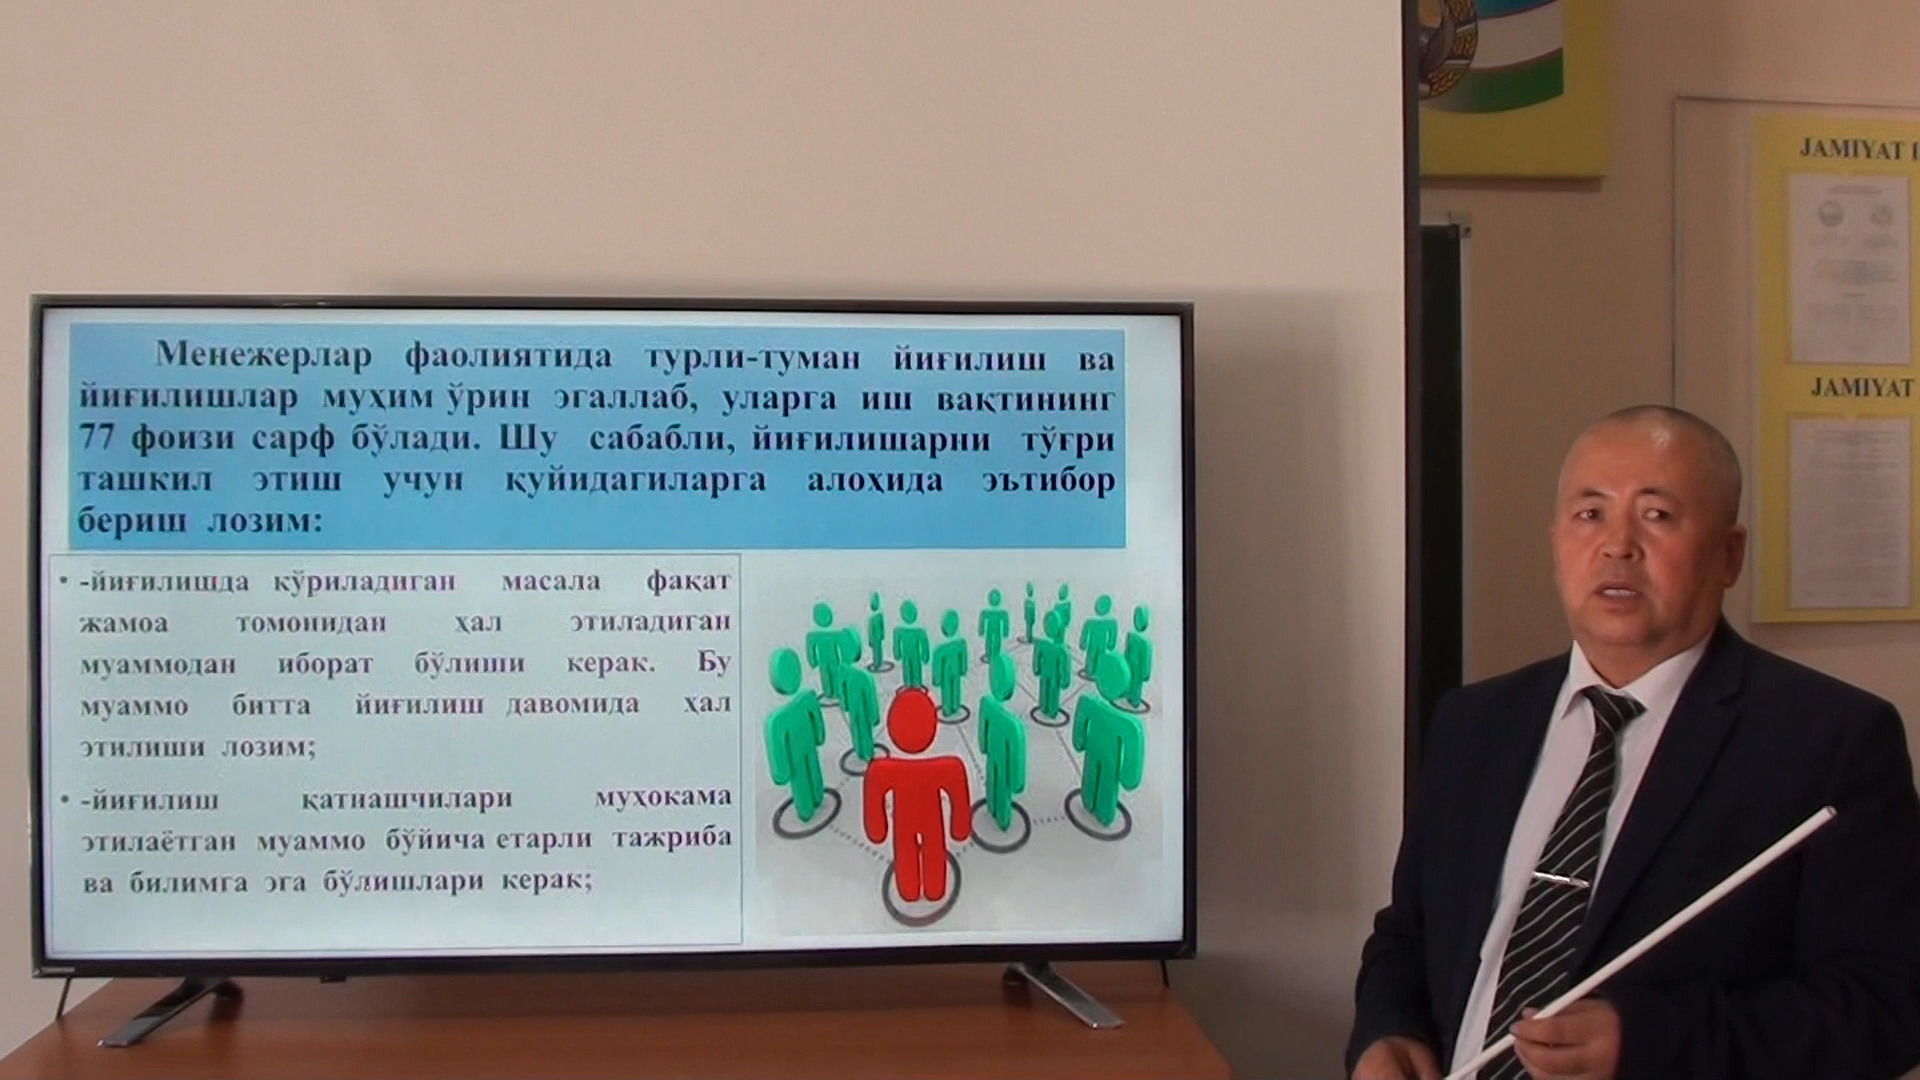 Менежерлар фаолиятида турли-туман йиғилиш ва
йиғилишлар муҳим ўрин эгаллаб, уларга иш вақтининг
77 фоизи сарф бўлади. Шу сабабли, йиғилишарни тўғри
ташкил этиш учун қуйидагиларга алоҳида эътибор
бериш лозим:
• -йиғилишда кўриладиган масала фақат
жамоа томонидан ҳал этиладиган
муаммодан иборат бўлиши керак. Бу
муаммо битта йиғилиш давомида ҳал
этилиши лозим;
• -йиғилиш қатнашчилари муҳокама
этилаётган муаммо бўйича етарли тажриба
ва билимга эга бўлишлари керак;
JAMIYAT
JAMIYAT